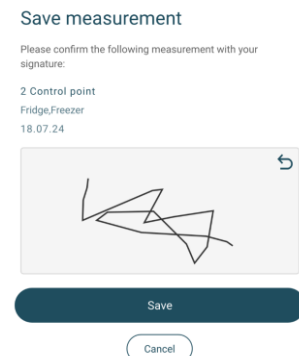 Save measurement
Please confirm the following measurement with your
signature:
2 Control point
Fridge,Freezer
18.07.24
Save
Cancel